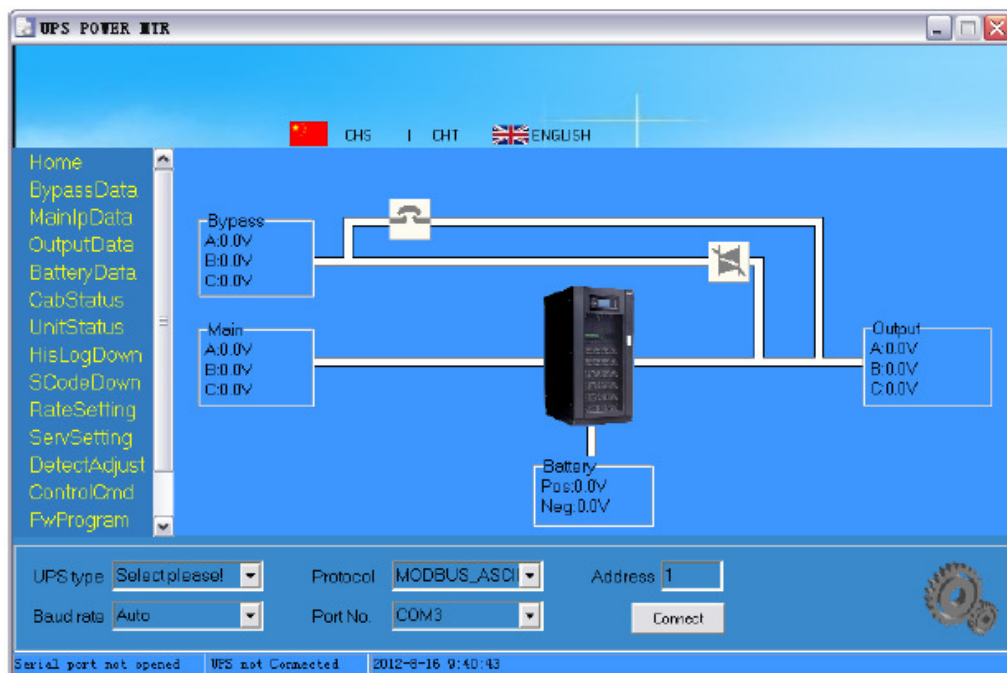 UPS POWER MTR
CHS | CHT ENGLISH
Home
BypassData
MainIpData
OutputData
BatteryData
CabStatus
UnitStatus
HisLogDown
SCodeDown
RateSetting
ServSetting
DetectAdjust
ControlCmd
FwProgram
Bypass
A:0.0V
B:0.0V
C:0.0V
Main
A:0.0V
B:0.0V
C:0.0V
Output
A:0.0V
B:0.0V
C:0.0V
Battery
Pos:0.0V
Neg:0.0V
UPS type Select please! Protocol MODBUS_ASCII Address 1
Baud rate Auto Port No. COM3 Connect
Serial port not opened UPS not Connected 2012-8-16 9:40:43